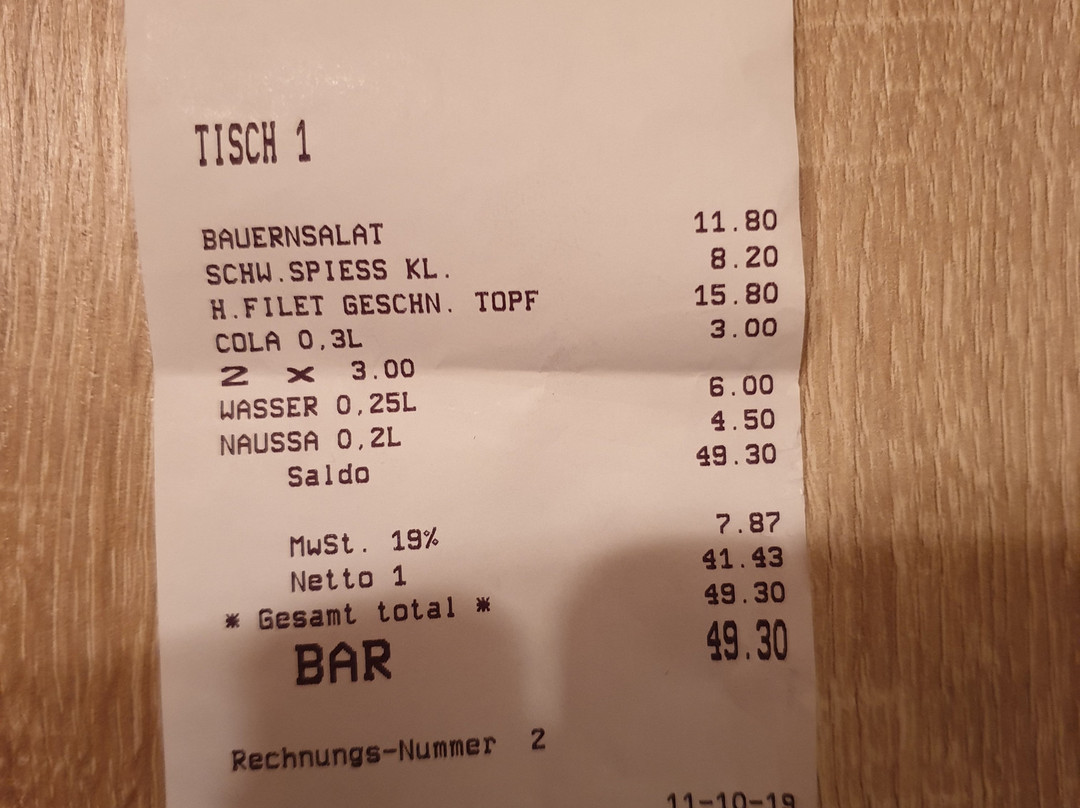 TISCH 1
BAUERNSALAT 11.80
SCHW.SPIESS KL. 8.20
H.FILET GESCHN. TOPF 15.80
COLA 0,3L 3.00
2 x 3.00
WASSER 0,25L 6.00
NAUSSA 0,2L 4.50
Saldo 49.30
MwSt. 19% 7.87
Netto 1 41.43
* Gesamt total * 49.30
BAR 49.30
Rechnungs-Nummer 2
11-10-19